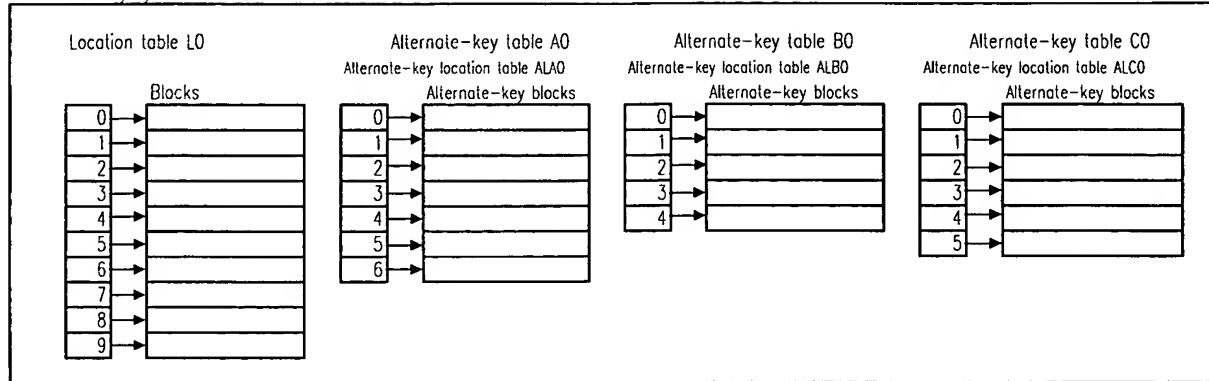 Location table L0
Blocks
0
1
2
3
4
5
6
7
8
9
Alternate-key table A0
Alternate-key location table ALA0
Alternate-key blocks
0
1
2
3
4
5
6
Alternate-key table B0
Alternate-key location table ALB0
Alternate-key blocks
0
1
2
3
4
Alternate-key table C0
Alternate-key location table ALC0
Alternate-key blocks
0
1
2
3
4
5